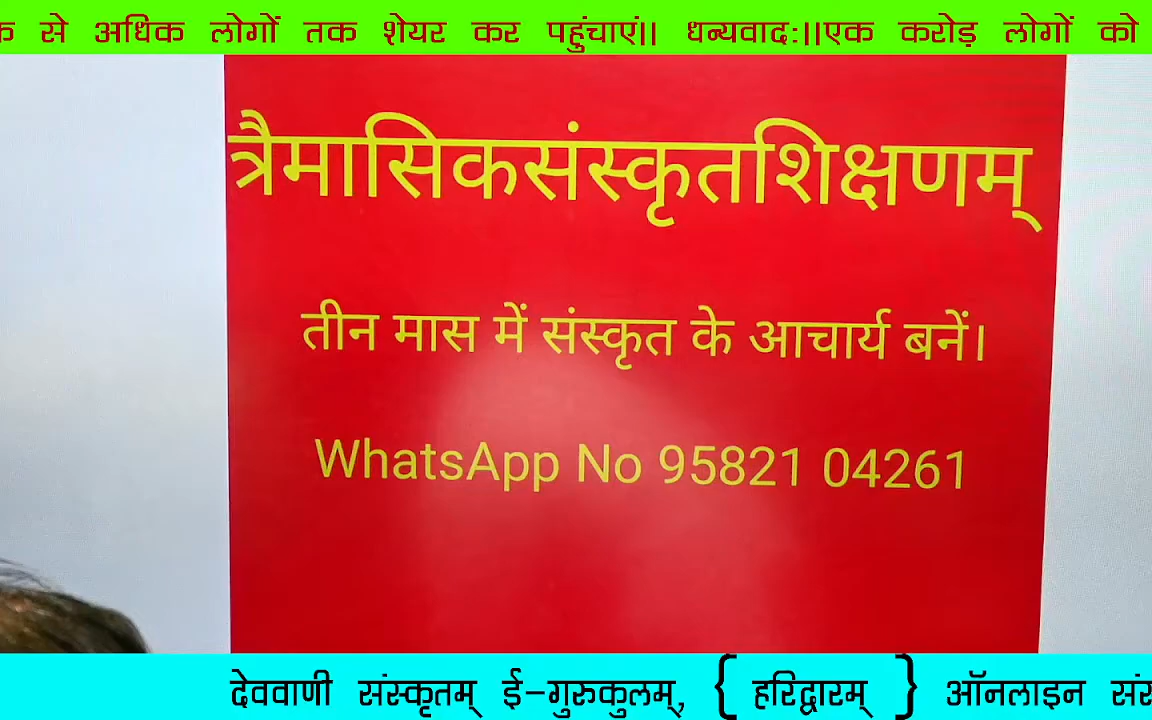 से अधिक लोगों तक शेयर कर पहुंचाएं॥ धन्यवादः॥एक करोड़ लोगों को
त्रैमासिकसंस्कृतशिक्षणम्
तीन मास में संस्कृत के आचार्य बनें।
WhatsApp No 95821 04261
देववाणी संस्कृतम् ई-गुरुकुलम्, { हरिद्वारम् } ऑनलाइन